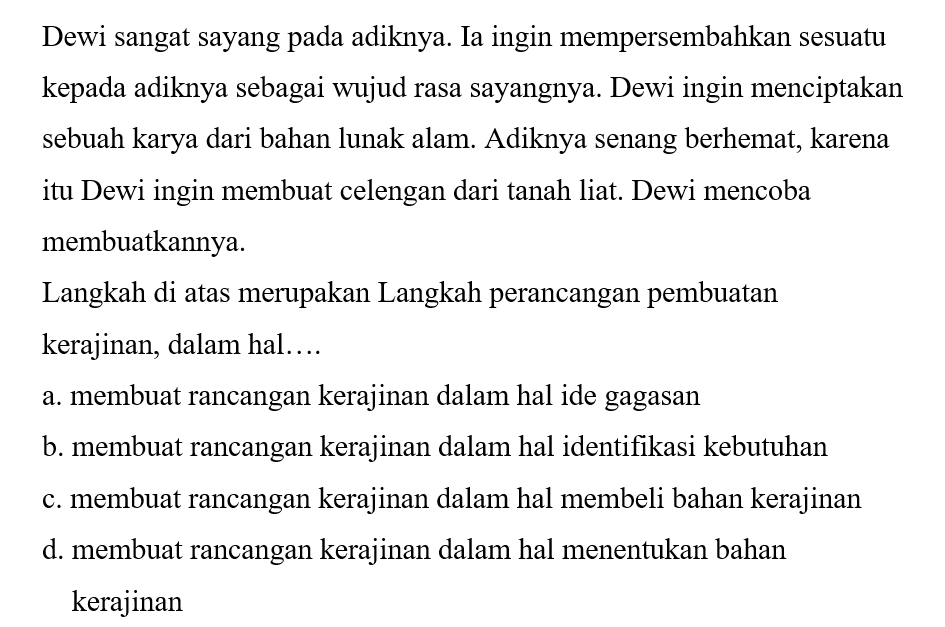 Dewi sangat sayang pada adiknya. Ia ingin mempersembahkan sesuatu
kepada adiknya sebagai wujud rasa sayangnya. Dewi ingin menciptakan
sebuah karya dari bahan lunak alam. Adiknya senang berhemat, karena
itu Dewi ingin membuat celengan dari tanah liat. Dewi mencoba
membuatkannya.
Langkah di atas merupakan Langkah perancangan pembuatan
kerajinan, dalam hal….
a. membuat rancangan kerajinan dalam hal ide gagasan
b. membuat rancangan kerajinan dalam hal identifikasi kebutuhan
c. membuat rancangan kerajinan dalam hal membeli bahan kerajinan
d. membuat rancangan kerajinan dalam hal menentukan bahan
kerajinan